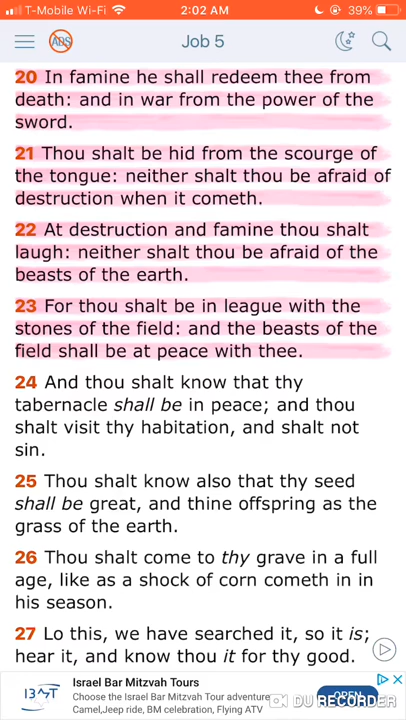 T-Mobile Wi-Fi 2:02 AM 39%
ABS Job 5
20 In famine he shall redeem thee from
death: and in war from the power of the
sword.
21 Thou shalt be hid from the scourge of
the tongue: neither shalt thou be afraid of
destruction when it cometh.
22 At destruction and famine thou shalt
laugh: neither shalt thou be afraid of the
beasts of the earth.
23 For thou shalt be in league with the
stones of the field: and the beasts of the
field shall be at peace with thee.
24 And thou shalt know that thy
tabernacle shall be in peace; and thou
shalt visit thy habitation, and shalt not
sin.
25 Thou shalt know also that thy seed
shall be great, and thine offspring as the
grass of the earth.
26 Thou shalt come to thy grave in a full
age, like as a shock of corn cometh in in
his season.
27 Lo this, we have searched it, so it is;
hear it, and know thou it for thy good.
Israel Bar Mitzvah Tours
Choose the Israel Bar Mitzvah Tour adventure
Camel,Jeep ride, BM celebration, Flying ATV
OPEN
DU RECORDER